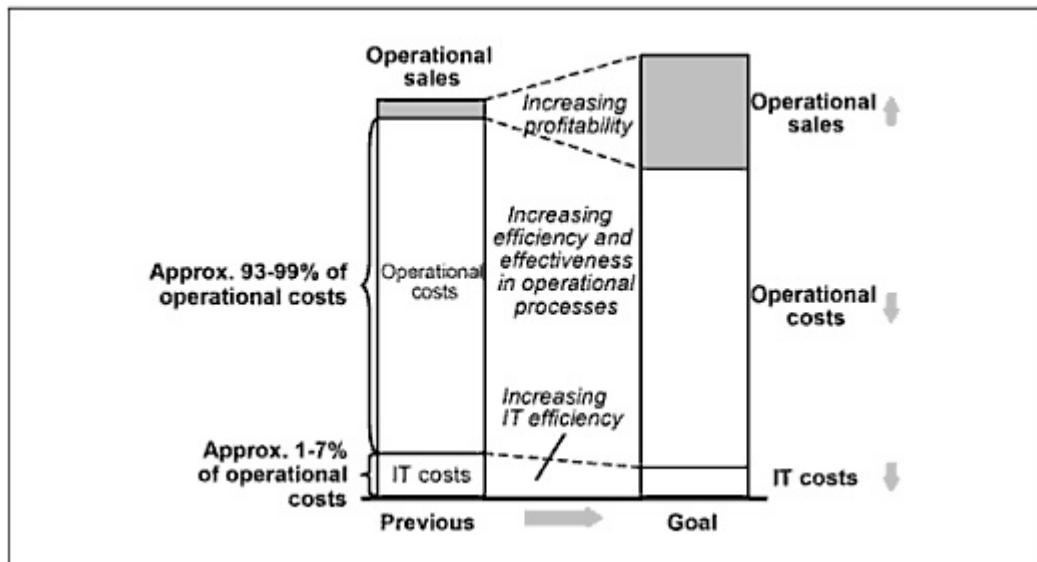 Operational
sales
Increasing
profitability
Operational
sales
Approx. 93-99% of
operational costs
Operational
costs
Increasing
efficiency and
effectiveness
in operational
processes
Operational
costs
Increasing
IT efficiency
Approx. 1-7%
of operational
costs
IT costs
IT costs
Previous
Goal